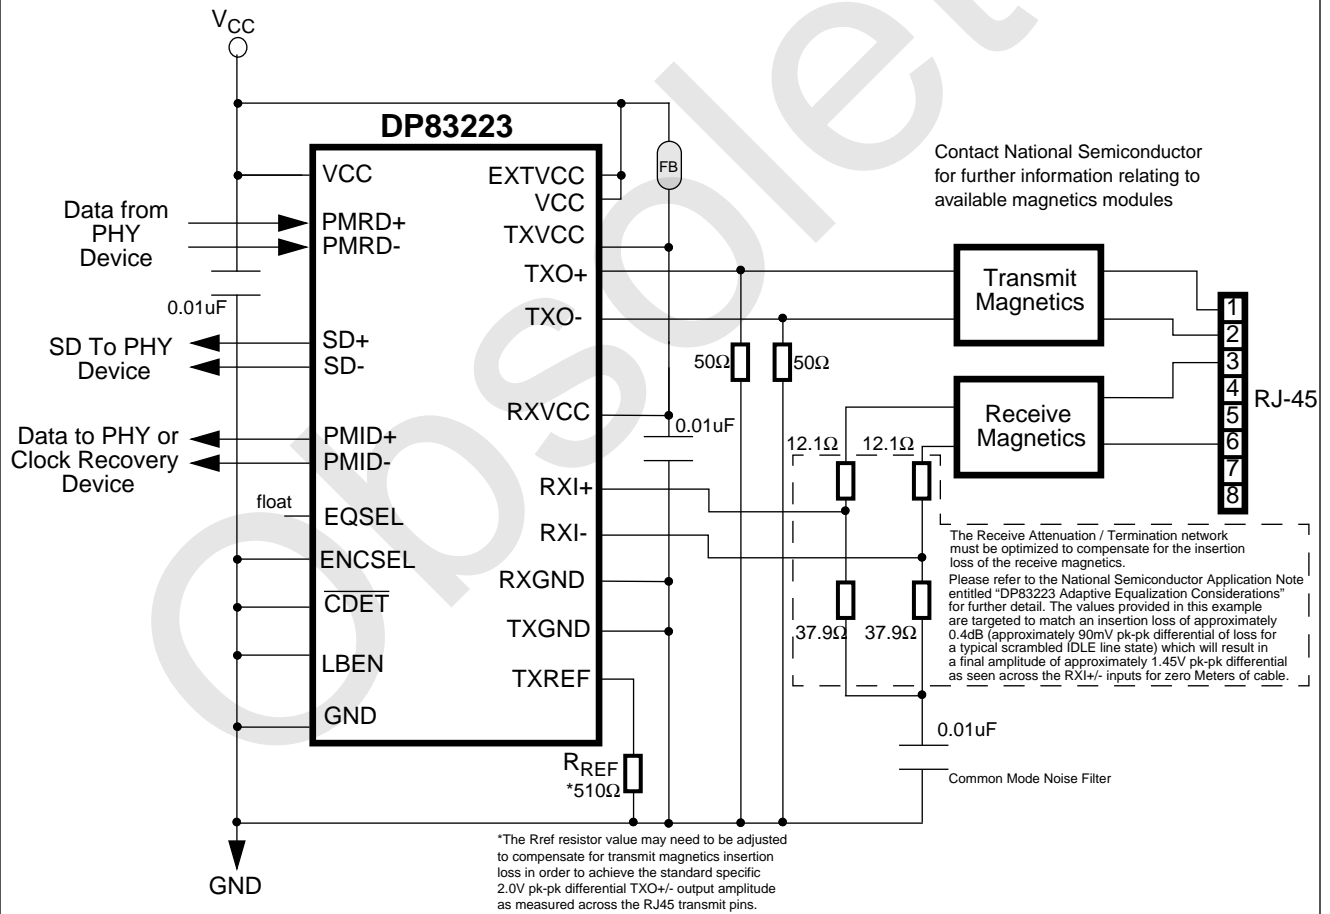 VCC
DP83223
VCC
PMRD+
PMRD-
SD+
SD-
PMID+
PMID-
EQSEL
ENCSEL
CDET
LBEN
GND
EXTVCC
VCC
TXVCC
TXO+
TXO-
RXVCC
RXI+
RXI-
RXGND
TXGND
TXREF
Data from
PHY
Device
0.01uF
SD To PHY
Device
Data to PHY or
Clock Recovery
Device
float
GND
FB
Contact National Semiconductor
for further information relating to
available magnetics modules
Transmit
Magnetics
Receive
Magnetics
1
2
3
4
5
6
7
8
RJ-45
50Ω
50Ω
0.01uF
12.1Ω
12.1Ω
37.9Ω
37.9Ω
The Receive Attenuation / Termination network
must be optimized to compensate for the insertion
loss of the receive magnetics.
Please refer to the National Semiconductor Application Note
entitled “DP83223 Adaptive Equalization Considerations”
for further detail. The values provided in this example
are targeted to match an insertion loss of approximately
0.4dB (approximately 90mV pk-pk differential of loss for
a typical scrambled IDLE line state) which will result in
a final amplitude of approximately 1.45V pk-pk differential
as seen across the RXI+/- inputs for zero Meters of cable.
0.01uF
Common Mode Noise Filter
RREF
*510Ω
*The Rref resistor value may need to be adjusted
to compensate for transmit magnetics insertion
loss in order to achieve the standard specific
2.0V pk-pk differential TXO+/- output amplitude
as measured across the RJ45 transmit pins.
Obsolet